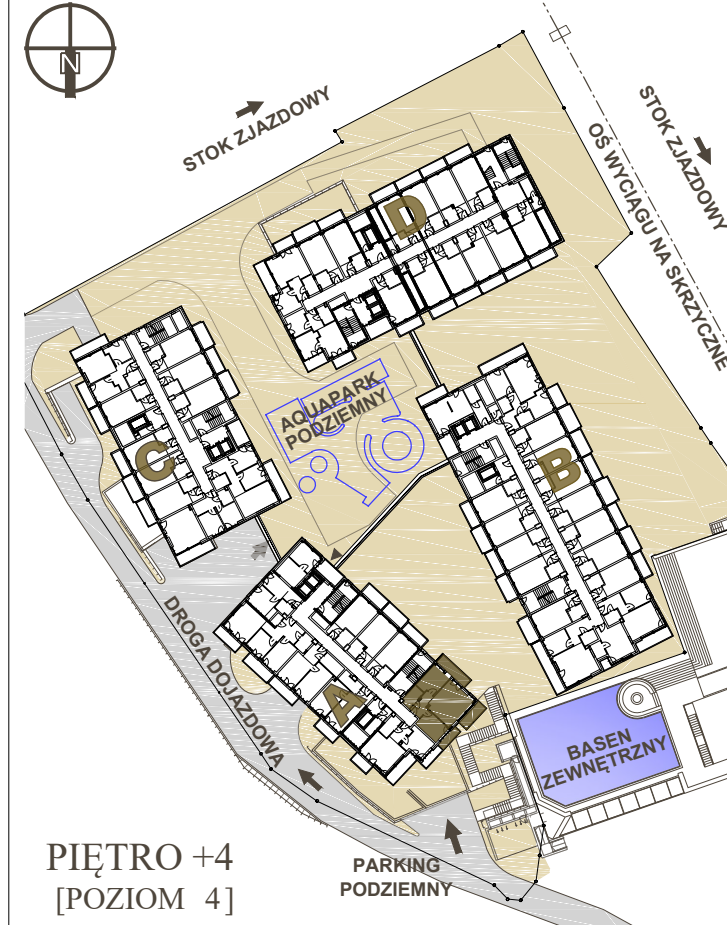 N
STOK ZJAZDOWY
STOK ZJAZDOWY
OŚ WYCIĄGU NA SKRZYCZNE
D
AQUAPARK
PODZIEMNY
C
B
DROGA DOJAZDOWA
A
BASEN
ZEWNĘTRZNY
PIĘTRO +4
[POZIOM 4]
PARKING
PODZIEMNY